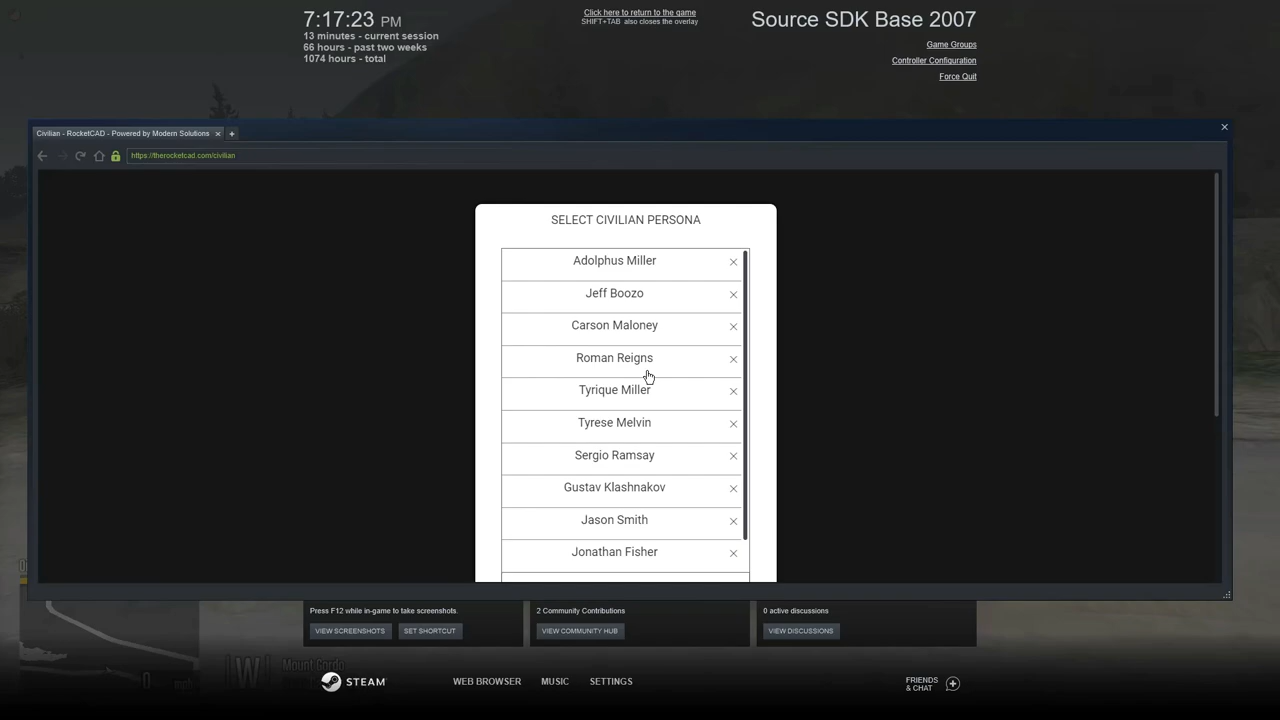 7:17:23 PM
13 minutes - current session
66 hours - past two weeks
1074 hours - total
Click here to return to the game
SHIFT+TAB also closes the overlay
Source SDK Base 2007
Game Groups
Controller Configuration
Force Quit
Civilian - RocketCAD - Powered by Modern Solutions
https://therocketcad.com/civilian
SELECT CIVILIAN PERSONA
Adolphus Miller
Jeff Boozo
Carson Maloney
Roman Reigns
Tyrique Miller
Tyrese Melvin
Sergio Ramsay
Gustav Klashnakov
Jason Smith
Jonathan Fisher
Press F12 while in-game to take screenshots.
VIEW SCREENSHOTS
SET SHORTCUT
2 Community Contributions
VIEW COMMUNITY HUB
0 active discussions
VIEW DISCUSSIONS
0 mph
W
Mount Gordo
STEAM
WEB BROWSER
MUSIC
SETTINGS
FRIENDS
& CHAT